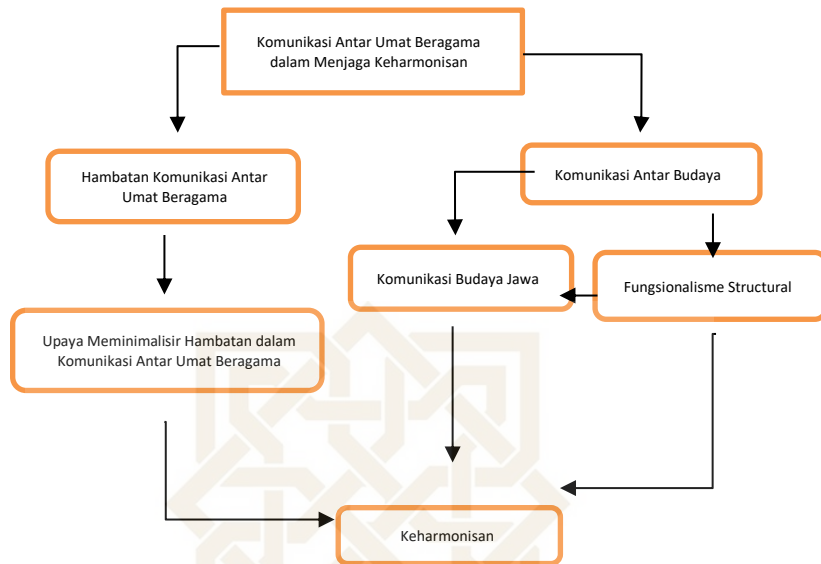 Komunikasi Antar Umat Beragama
dalam Menjaga Keharmonisan
Hambatan Komunikasi Antar
Umat Beragama
Komunikasi Antar Budaya
Komunikasi Budaya Jawa
Fungsionalisme Structural
Upaya Meminimalisir Hambatan dalam
Komunikasi Antar Umat Beragama
Keharmonisan